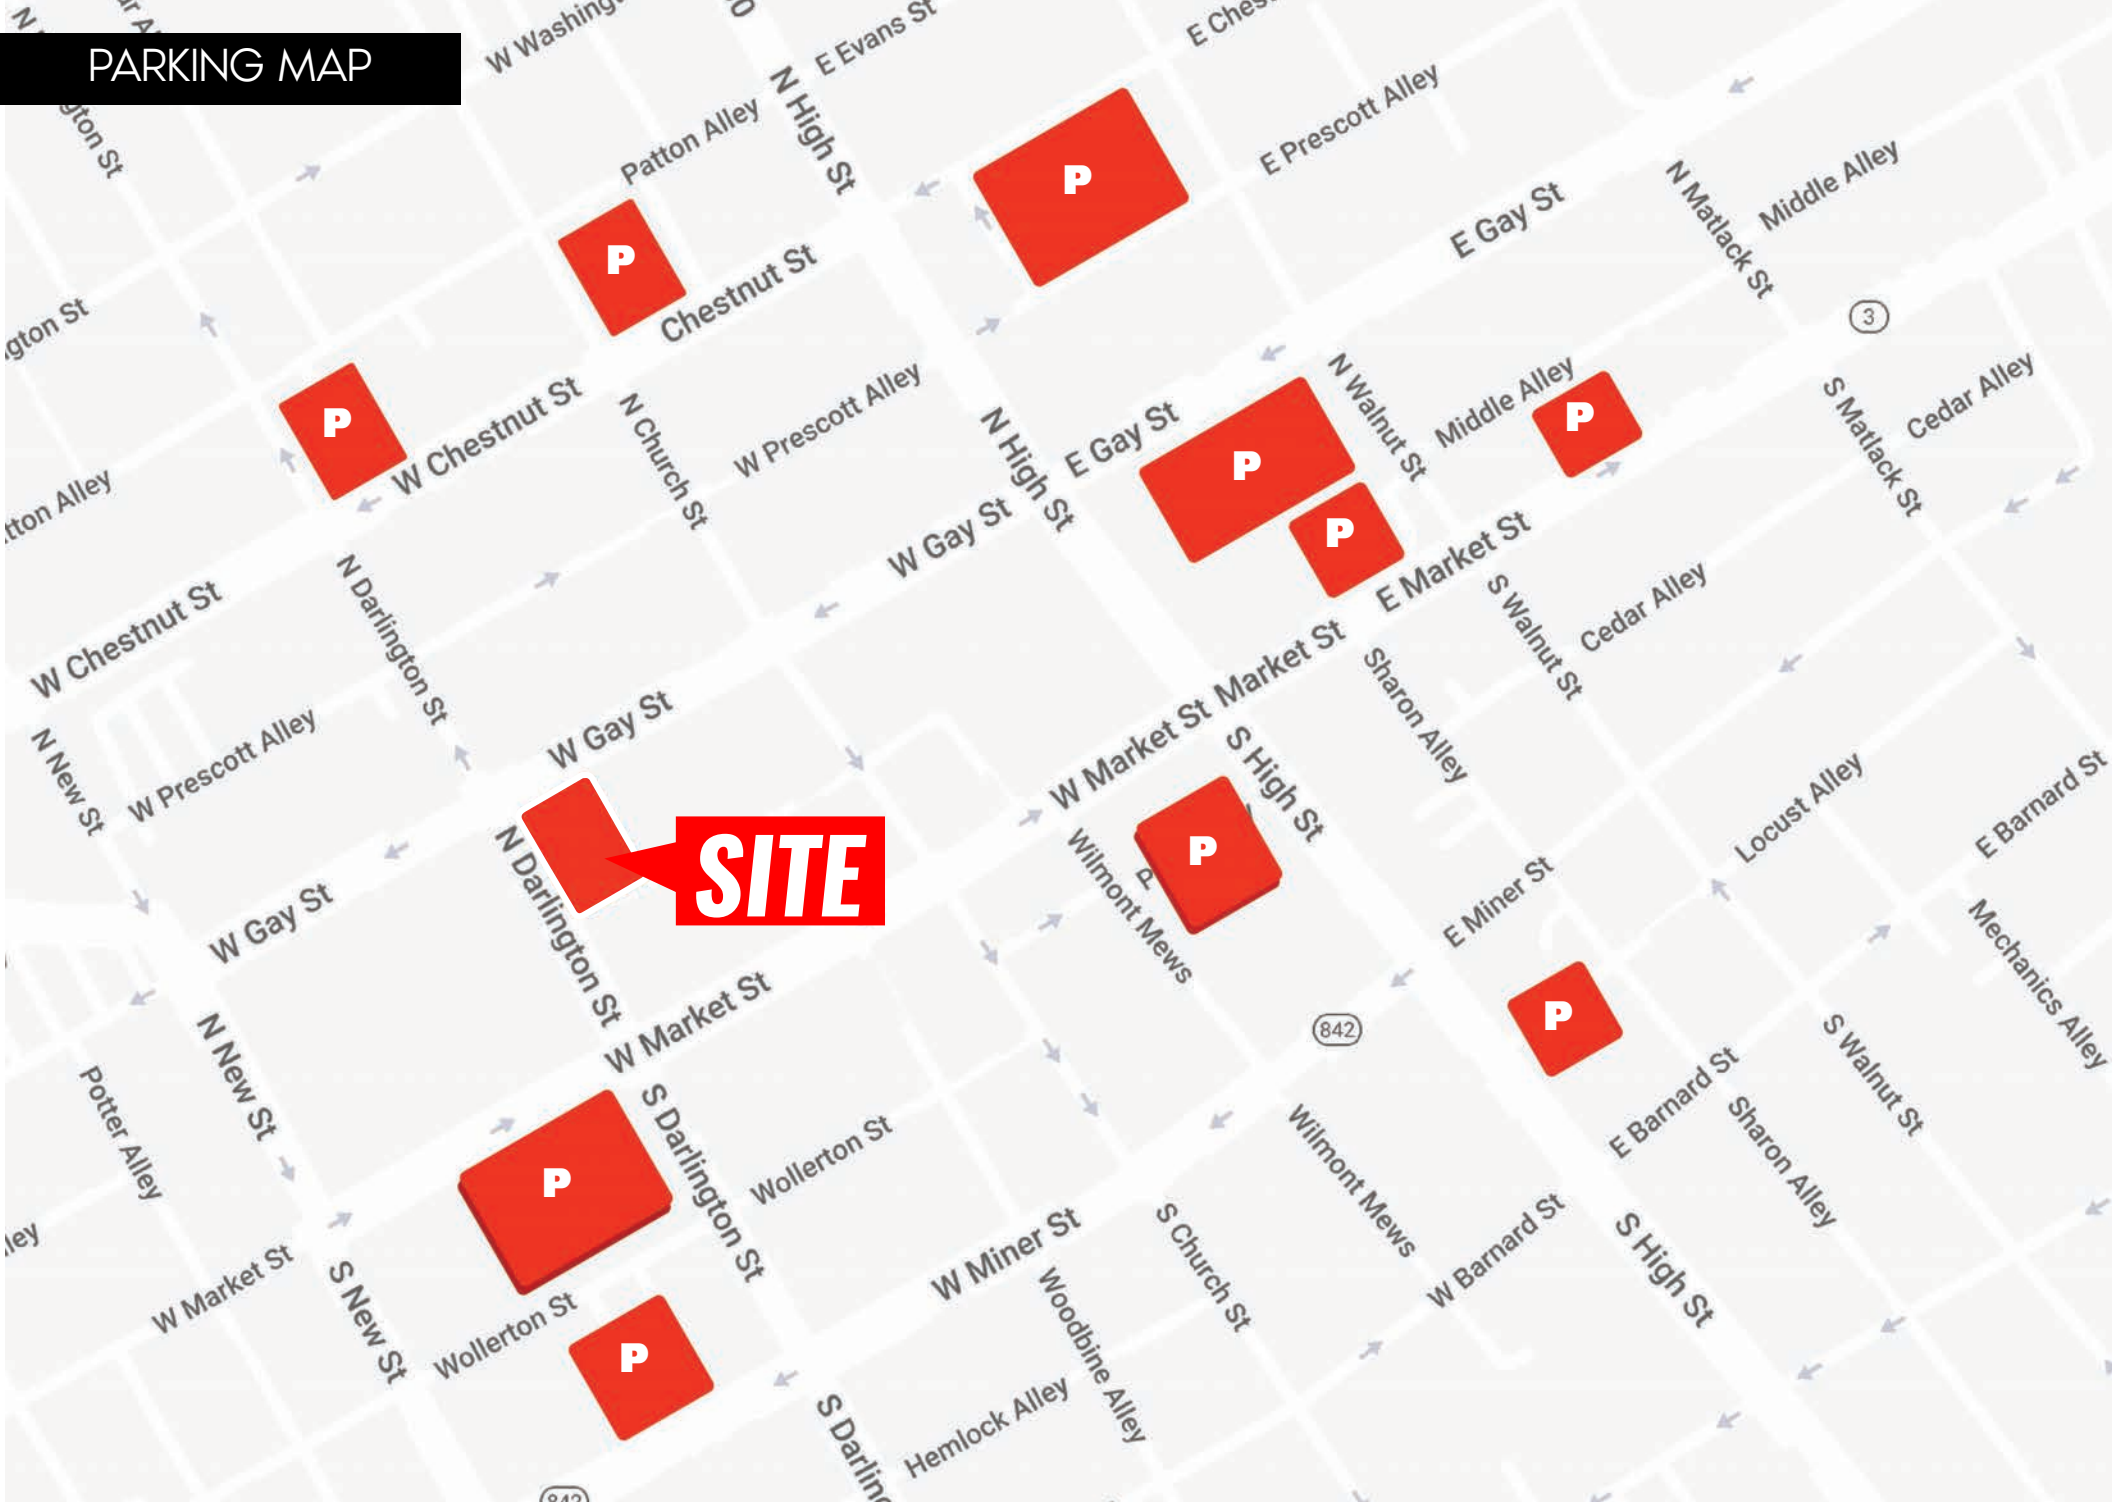 PARKING MAP
W Washing
E Evans St
E Ches
N High St
Patton Alley
E Prescott Alley
gton St
P
P
N Matlack St
Middle Alley
E Gay St
Chestnut St
3
gton St
P
W Chestnut St
N Church St
W Prescott Alley
N High St
E Gay St
P
N Walnut St
Middle Alley
P
S Matlack St
Cedar Alley
tton Alley
W Gay St
P
E Market St
W Chestnut St
N Darlington St
S Walnut St
Cedar Alley
Sharon Alley
Market St
W Market St
W Gay St
N New St
W Prescott Alley
S High St
N Darlington St
SITE
P
P
Wilmont Mews
E Miner St
Locust Alley
E Barnard St
W Gay St
W Market St
842
P
Mechanics Alley
N New St
Potter Alley
S Walnut St
E Barnard St
Sharon Alley
S Darlington St
Wollerton St
P
Wilmont Mews
W Miner St
S Church St
W Barnard St
S High St
ley
W Market St
S New St
Wollerton St
P
Woodbine Alley
Hemlock Alley
S Darling
842